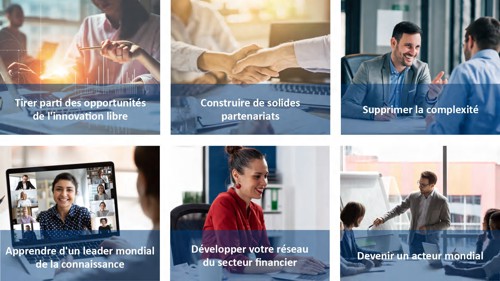 Tirer parti des opportunités
de l'innovation libre
Construire de solides
partenariats
Supprimer la complexité
Apprendre d'un leader mondial
de la connaissance
Développer votre réseau
du secteur financier
Devenir un acteur mondial